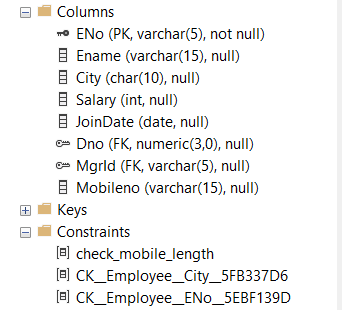 Columns
ENo (PK, varchar(5), not null)
Ename (varchar(15), null)
City (char(10), null)
Salary (int, null)
JoinDate (date, null)
Dno (FK, numeric(3,0), null)
MgrId (FK, varchar(5), null)
Mobileno (varchar(15), null)
Keys
Constraints
check_mobile_length
CK__Employee__City__5FB337D6
CK__Employee__ENo__5EBF139D